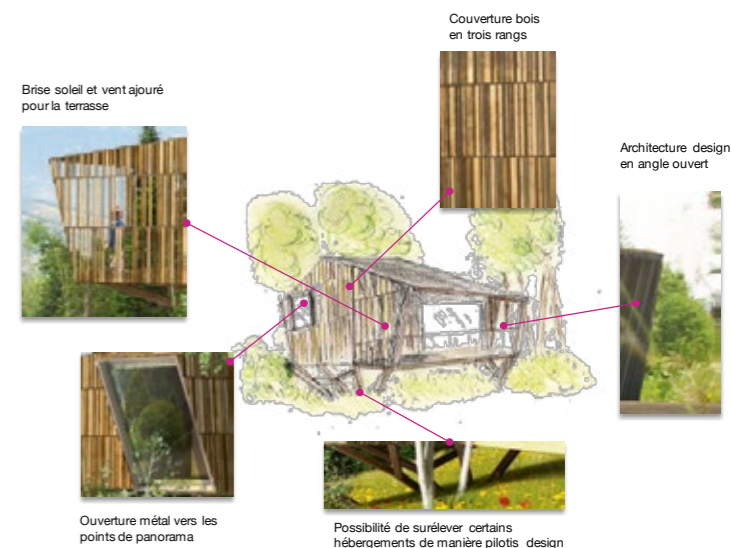 Couverture bois
en trois rangs
Brise soleil et vent ajouré
pour la terrasse
Architecture design
en angle ouvert
Ouverture métal vers les
points de panorama
Possibilité de surélever certains
hébergements de manière pilotis design